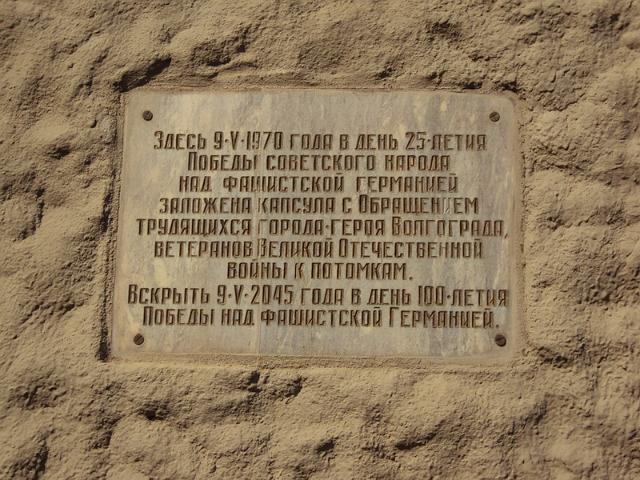 Здесь 9·V·1970 года в день 25-летия
Победы советского народа
над фашистской германией
заложена капсула с Обращением
трудящихся города-героя Волгограда,
ветеранов Великой Отечественной
войны к потомкам.
Вскрыть 9·V·2045 года в день 100-летия
Победы над фашистской Германией.